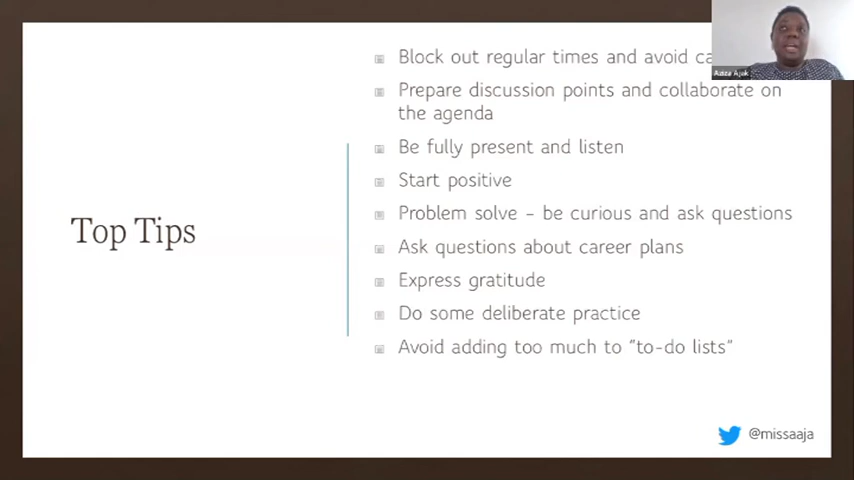 Top Tips
Block out regular times and avoid
Prepare discussion points and collaborate on
the agenda
Be fully present and listen
Start positive
Problem solve - be curious and ask questions
Ask questions about career plans
Express gratitude
Do some deliberate practice
Avoid adding too much to "to-do lists"
@missaaja
Azza Ajak